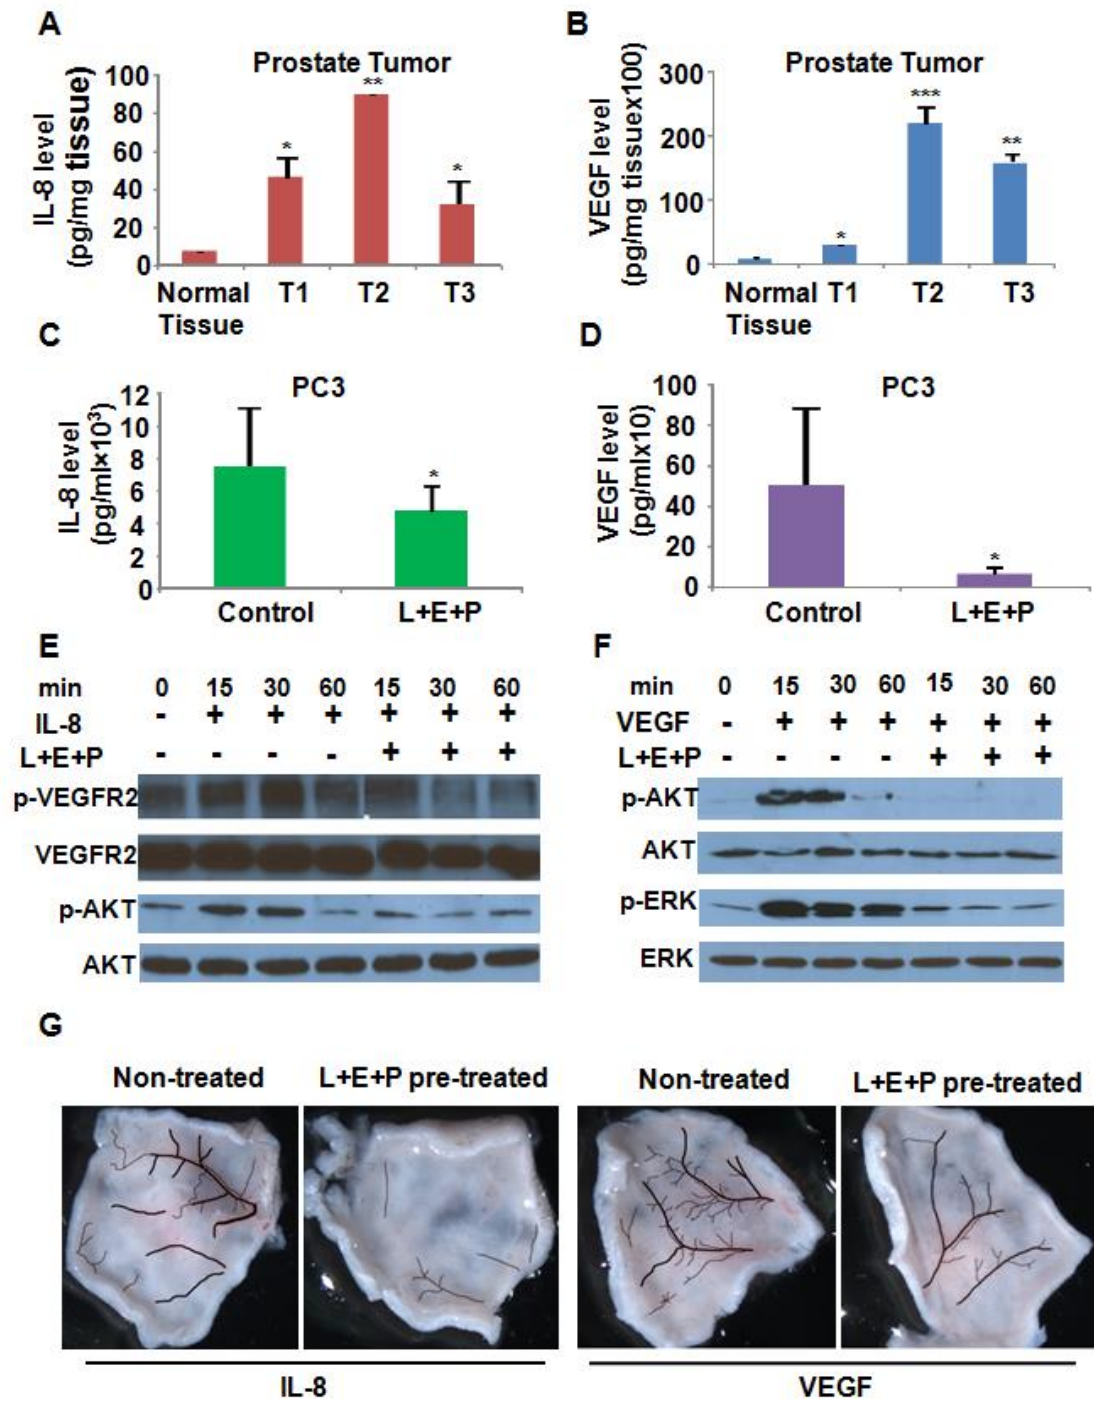 A
Prostate Tumor
IL-8 level
(pg/mg tissue)
100
80
60
40
20
0
*
**
*
Normal Tissue
T1
T2
T3
B
Prostate Tumor
VEGF level
(pg/mg tissuex100)
300
200
100
0
*
***
**
Normal Tissue
T1
T2
T3
C
PC3
IL-8 level
(pg/ml×10³)
12
10
8
6
4
2
0
*
Control
L+E+P
D
PC3
VEGF level
(pg/mlx10)
100
80
60
40
20
0
*
Control
L+E+P
E
min 0 15 30 60 15 30 60
IL-8 - + + + + + +
L+E+P - - - - + + +
p-VEGFR2
VEGFR2
p-AKT
AKT
F
min 0 15 30 60 15 30 60
VEGF - + + + + + +
L+E+P - - - - + + +
p-AKT
AKT
p-ERK
ERK
G
Non-treated
L+E+P pre-treated
Non-treated
L+E+P pre-treated
IL-8
VEGF